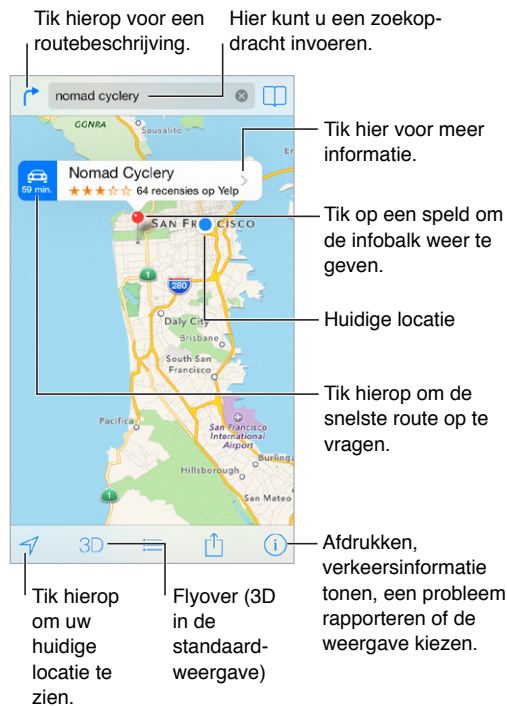 Tik hierop voor een
routebeschrijving.
Hier kunt u een zoekop-
dracht invoeren.
nomad cyclery
GGNRA
Sausalito
Er
Tik hier voor meer
informatie.
59 min.
Nomad Cyclery
64 recensies op Yelp
Tik op een speld om
de infobalk weer te
geven.
SAN FR CISCO
1
280
Huidige locatie
Daly City
Brisbane
South San
Francisco
Tik hierop om de
snelste route op te
vragen.
Pacifica
San Francisco
International
Airport
Burlinga
Hillsborough
San Mateo
1
3D
Afdrukken,
verkeersinformatie
tonen, een probleem
rapporteren of de
weergave kiezen.
Tik hierop
om uw
huidige
locatie te
zien.
Flyover (3D
in de
standaard-
weergave)